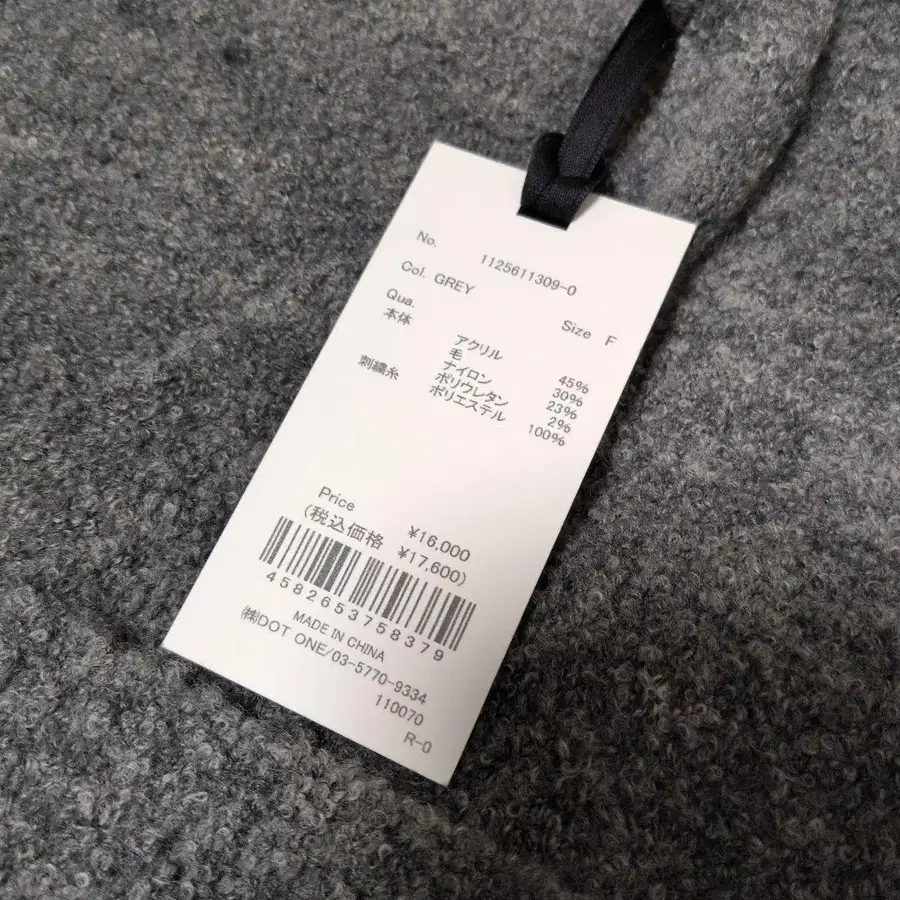 No. 1125611309-0
Col. GREY Size F
Qua.
本体 アクリル 45%
毛 30%
ナイロン 23%
ポリウレタン 2%
刺繍糸 ポリエステル 100%
Price ¥16,000
(税込価格 ¥17,600)
4582653758379
MADE IN CHINA
㈱DOT ONE/03-5770-9334
110070
R-0